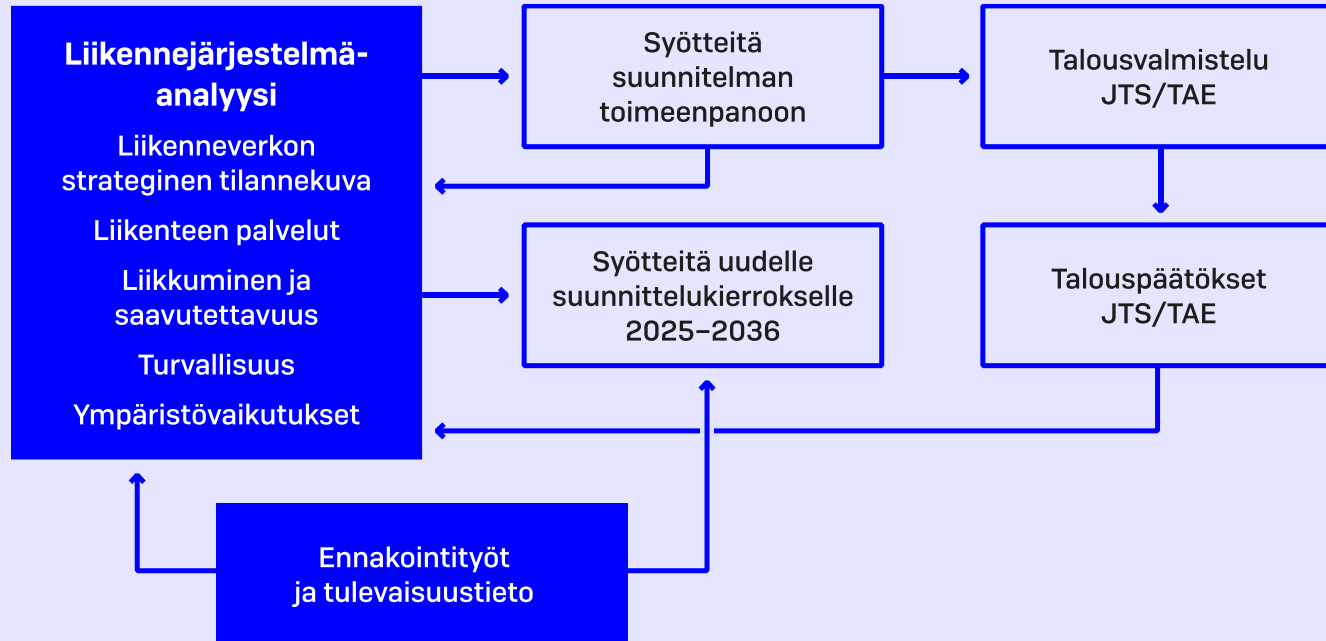 Liikennejärjestelmä-
analyysi
Liikenneverkon
strateginen tilannekuva
Liikenteen palvelut
Liikkuminen ja
saavutettavuus
Turvallisuus
Ympäristövaikutukset
Syötteitä
suunnitelman
toimeenpanoon
Talousvalmistelu
JTS/TAE
Syötteitä uudelle
suunnittelukierrokselle
2025–2036
Talouspäätökset
JTS/TAE
Ennakointityöt
ja tulevaisuustieto